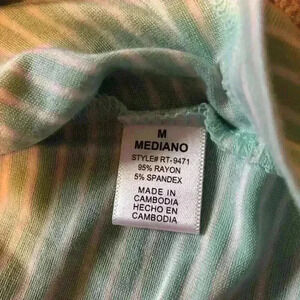 M
MEDIANO
STYLE# RT-9471
95% RAYON
5% SPANDEX
MADE IN
CAMBODIA
HECHO EN
CAMBODIA